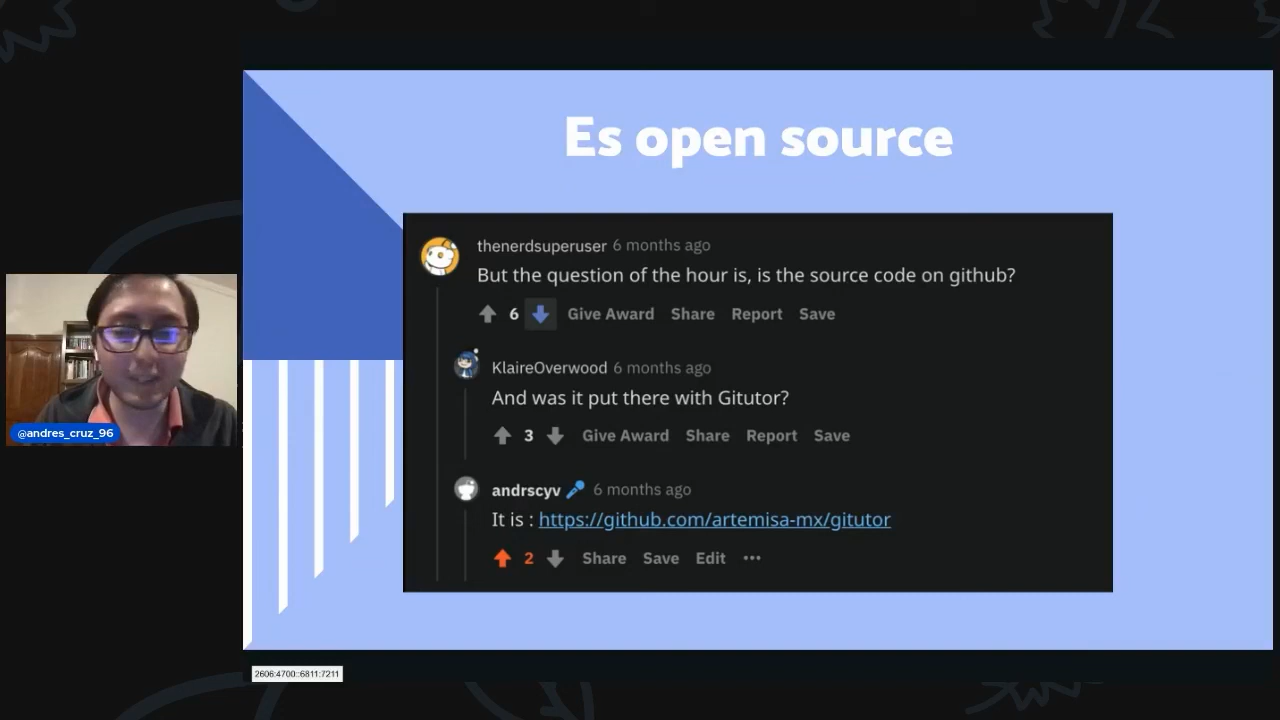 Es open source
thenerdsuperuser 6 months ago
But the question of the hour is, is the source code on github?
6 Give Award Share Report Save
KlaireOverwood 6 months ago
And was it put there with Gitutor?
3 Give Award Share Report Save
andrscyv 6 months ago
It is : https://github.com/artemisa-mx/gitutor
2 Share Save Edit ...
@andres_cruz_96
2606:4700::6811:7211